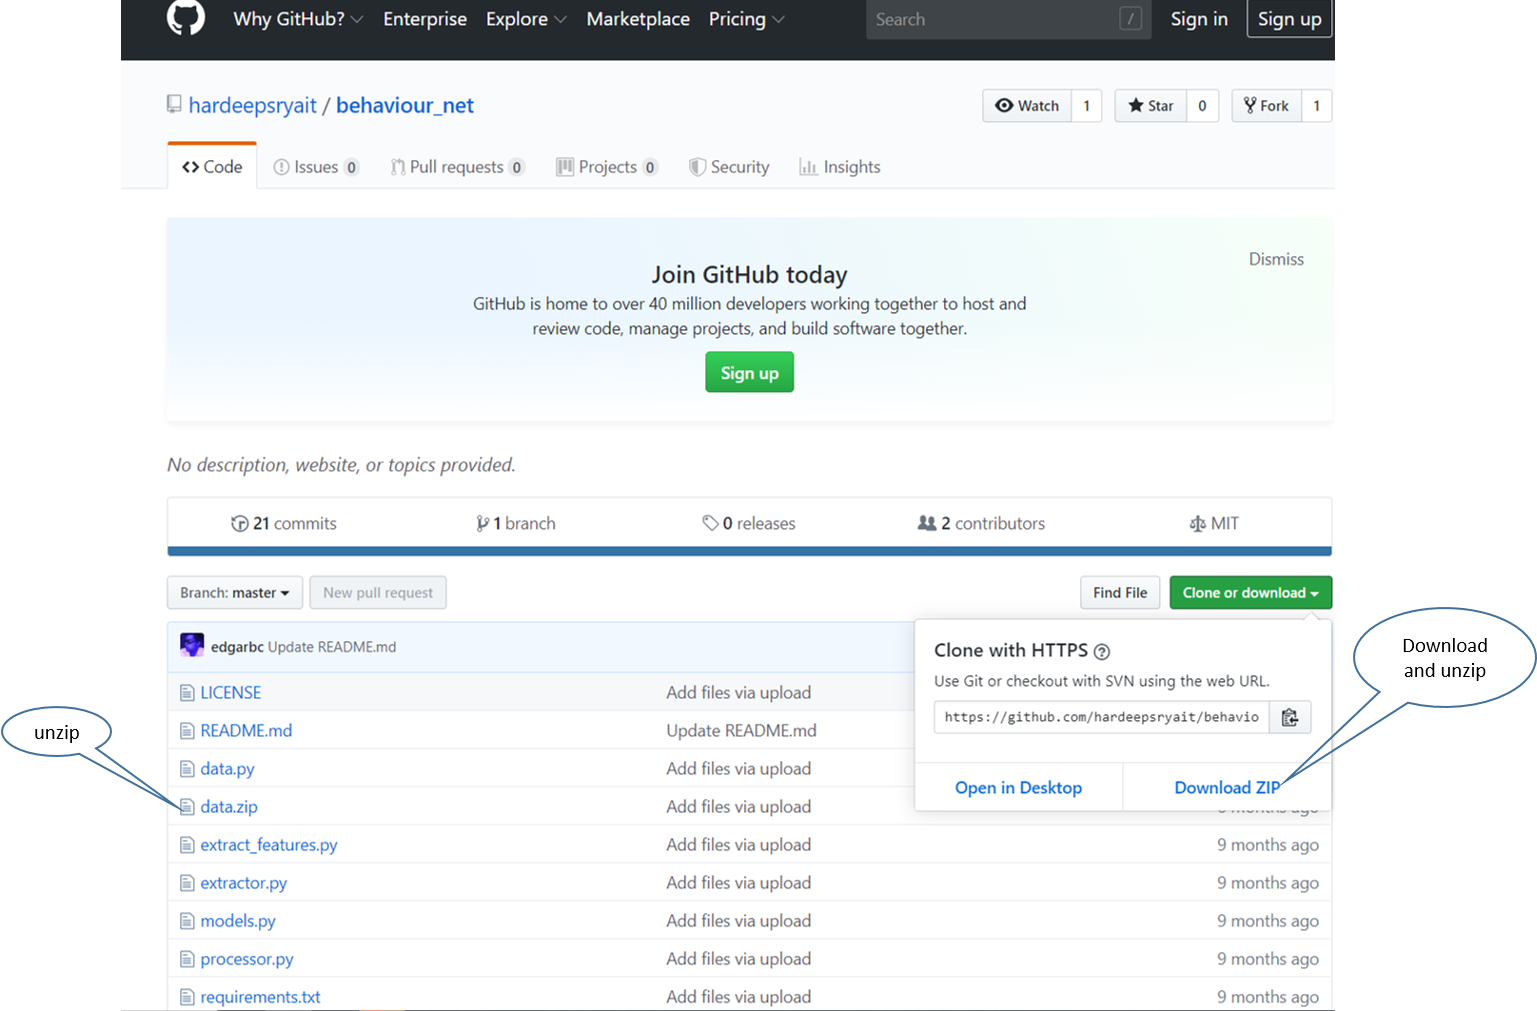 Why GitHub? Enterprise Explore Marketplace Pricing Search / Sign in Sign up
hardeepsryait / behaviour_net Watch 1 Star 0 Fork 1
Code Issues 0 Pull requests 0 Projects 0 Security Insights
Dismiss
Join GitHub today
GitHub is home to over 40 million developers working together to host and
review code, manage projects, and build software together.
Sign up
No description, website, or topics provided.
21 commits 1 branch 0 releases 2 contributors MIT
Branch: master New pull request Find File Clone or download
edgarbc Update README.md
Clone with HTTPS ?
Use Git or checkout with SVN using the web URL.
https://github.com/hardeepsryait/behavio
Open in Desktop Download ZIP
Download
and unzip
unzip
LICENSE Add files via upload
README.md Update README.md
data.py Add files via upload
data.zip Add files via upload
extract_features.py Add files via upload 9 months ago
extractor.py Add files via upload 9 months ago
models.py Add files via upload 9 months ago
processor.py Add files via upload 9 months ago
requirements.txt Add files via upload 9 months ago